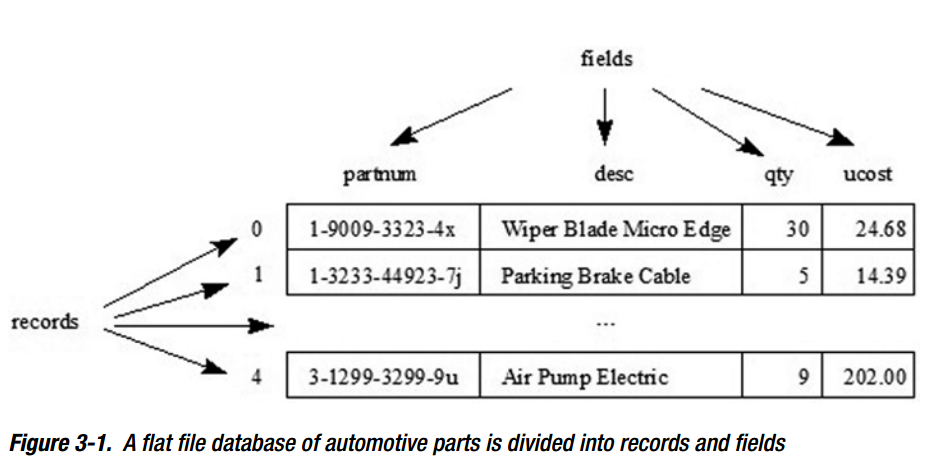 fields
partnum desc qty ucost
0 1-9009-3323-4x Wiper Blade Micro Edge 30 24.68
1 1-3233-44923-7j Parking Brake Cable 5 14.39
records ...
4 3-1299-3299-9u Air Pump Electric 9 202.00
Figure 3-1. A flat file database of automotive parts is divided into records and fields